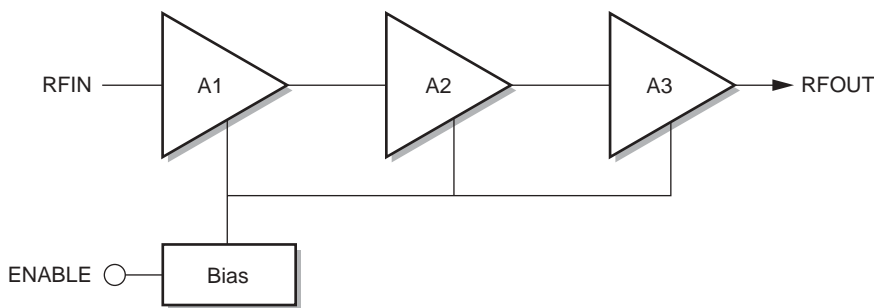 RFIN
A1
A2
A3
RFOUT
ENABLE
Bias